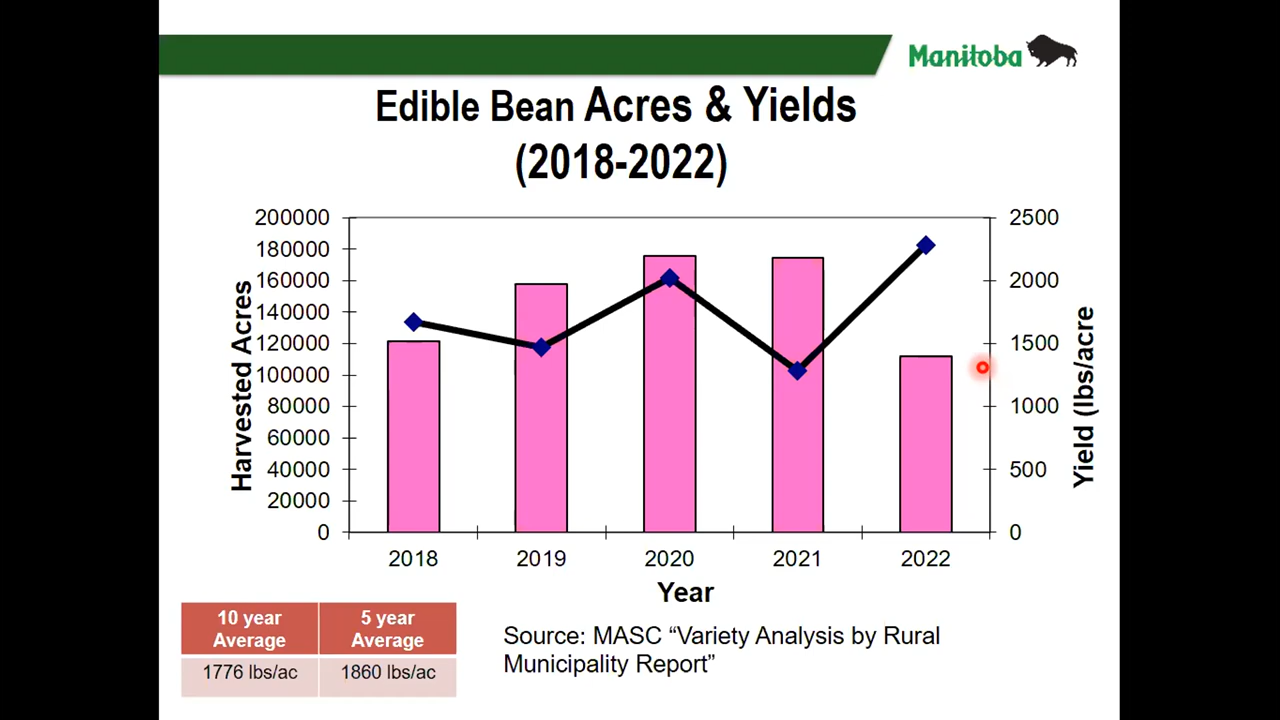 Manitoba
Edible Bean Acres & Yields
(2018-2022)
200000
180000
160000
140000
120000
100000
80000
60000
40000
20000
0
Harvested Acres
2500
2000
1500
1000
500
0
Yield (lbs/acre
2018 2019 2020 2021 2022
Year
10 year 5 year
Average Average
1776 lbs/ac 1860 lbs/ac
Source: MASC “Variety Analysis by Rural
Municipality Report”